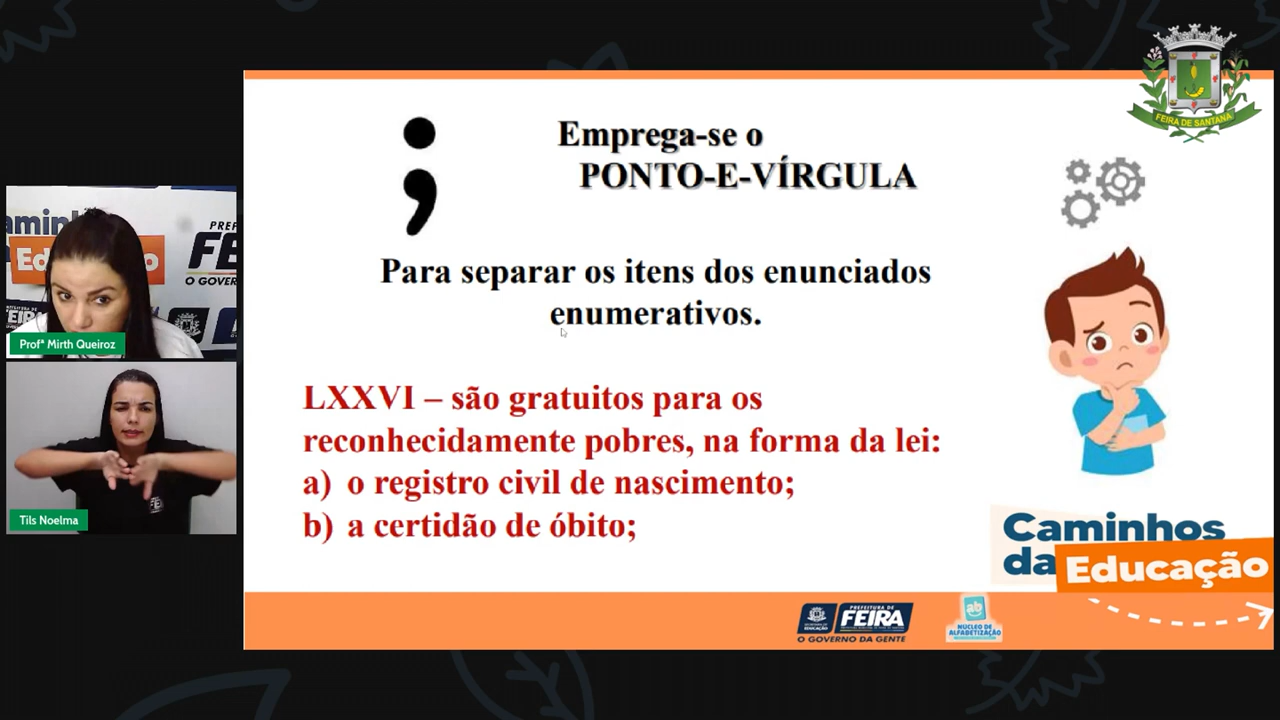 FEIRA DE SANTANA
;
Emprega-se o
PONTO-E-VÍRGULA
Para separar os itens dos enunciados
enumerativos.
LXXVI – são gratuitos para os
reconhecidamente pobres, na forma da lei:
a) o registro civil de nascimento;
b) a certidão de óbito;
Caminhos
da Educação
PREFEITURA DE
FEIRA
O GOVERNO DA GENTE
ab
NÚCLEO DE
ALFABETIZAÇÃO
Profª Mirth Queiroz
Tils Noelma